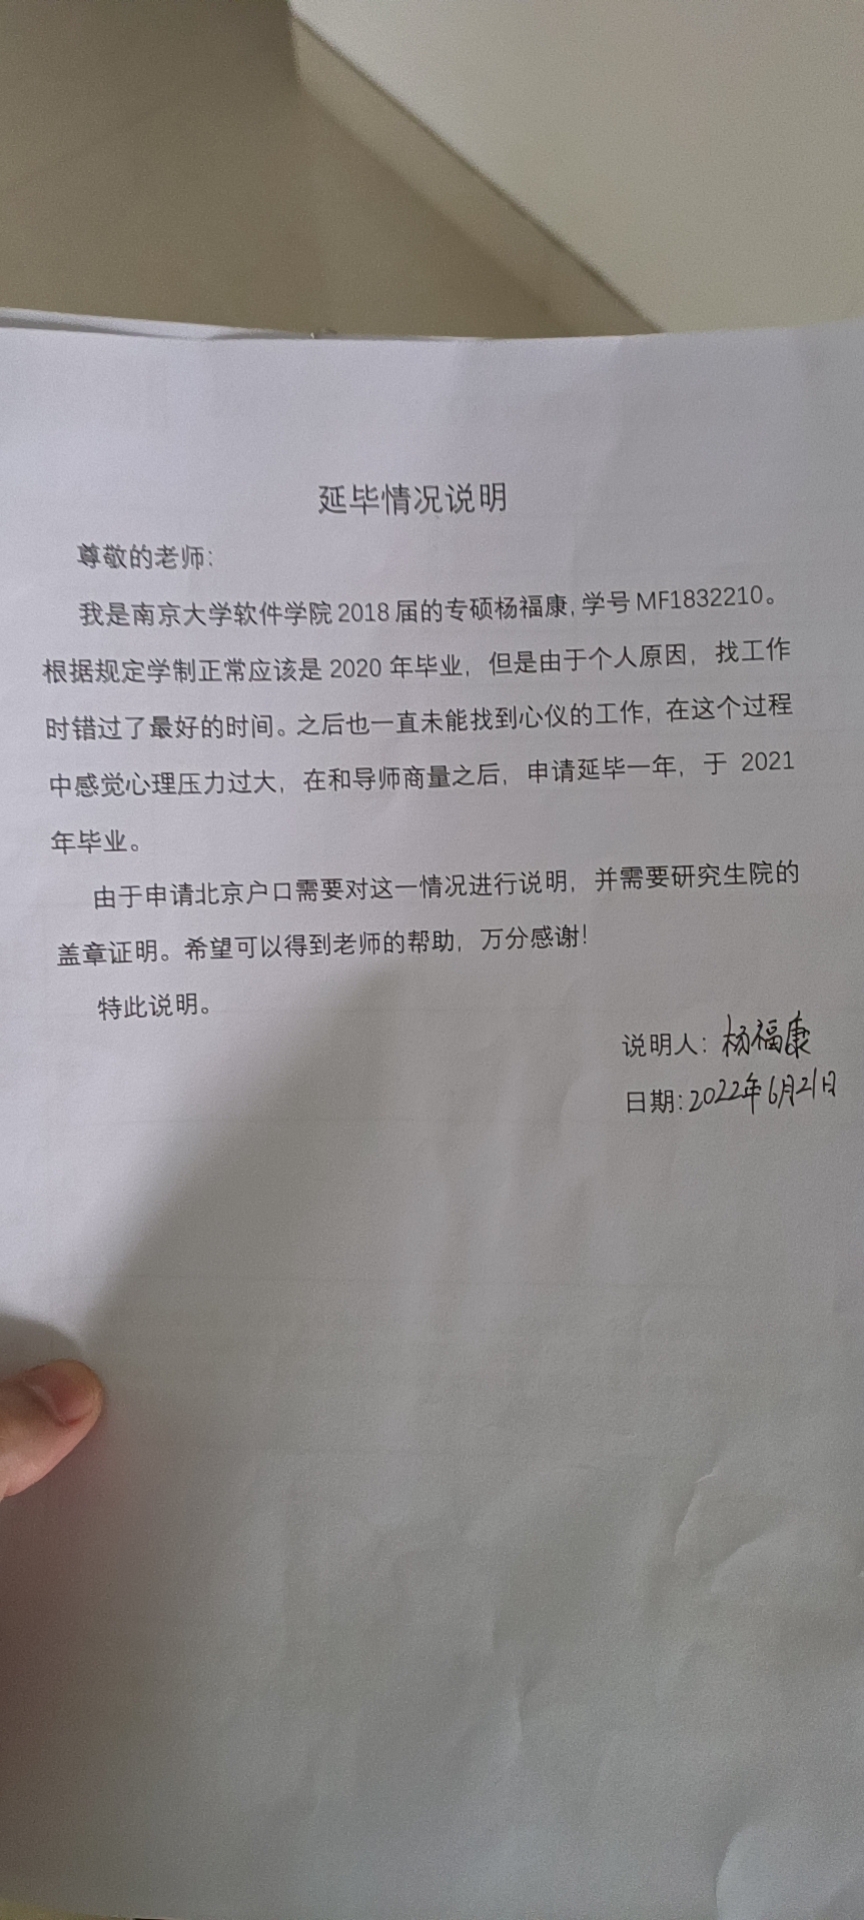 延毕情况说明
尊敬的老师：
我是南京大学软件学院 2018 届的专硕杨福康，学号 MF1832210。
根据规定学制正常应该是 2020 年毕业，但是由于个人原因，找工作
时错过了最好的时间。之后也一直未能找到心仪的工作，在这个过程
中感觉心理压力过大，在和导师商量之后，申请延毕一年，于 2021
年毕业。
由于申请北京户口需要对这一情况进行说明，并需要研究生院的
盖章证明。希望可以得到老师的帮助，万分感谢！
特此说明。
说明人：杨福康
日期：2022年6月21日